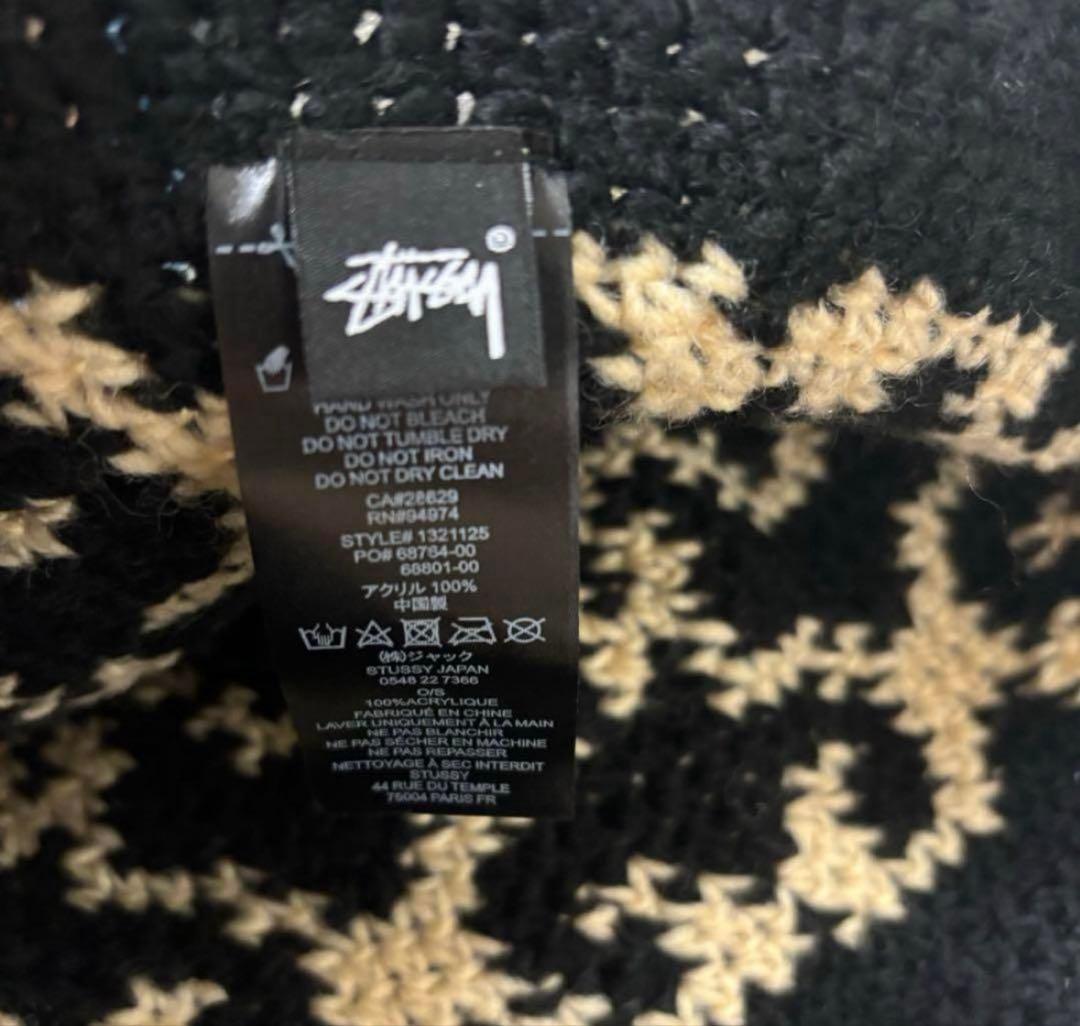 STÜSSY
®
HAND WASH ONLY
DO NOT BLEACH
DO NOT TUMBLE DRY
DO NOT IRON
DO NOT DRY CLEAN
CA#28629
RN#94974
STYLE# 1321125
PO# 68764-00
68801-00
アクリル 100%
中国製
(株)ジャック
STUSSY JAPAN
0548 22 7366
O/S
100%ACRYLIQUE
FABRIQUÉ EN CHINE
LAVER UNIQUEMENT À LA MAIN
NE PAS BLANCHIR
NE PAS SÉCHER EN MACHINE
NE PAS REPASSER
NETTOYAGE À SEC INTERDIT
STUSSY
44 RUE DU TEMPLE
75004 PARIS FR